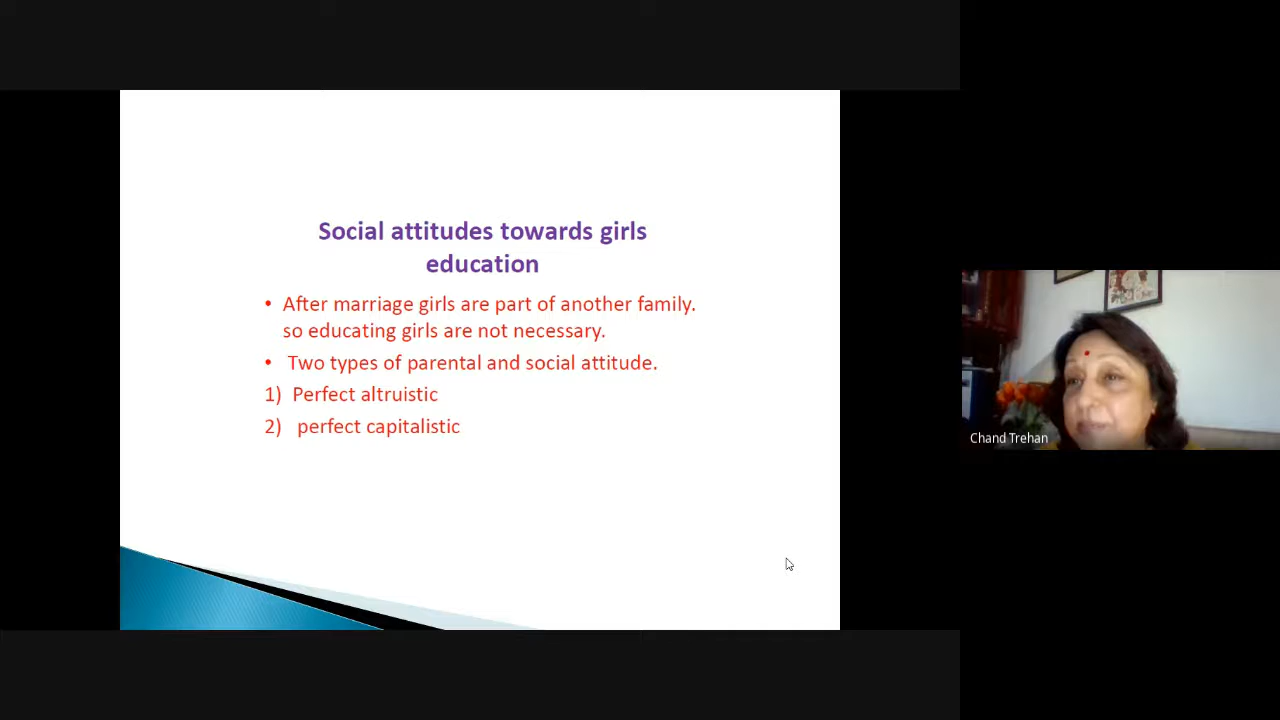 Social attitudes towards girls
education
• After marriage girls are part of another family.
so educating girls are not necessary.
• Two types of parental and social attitude.
1) Perfect altruistic
2) perfect capitalistic
Chand Trehan